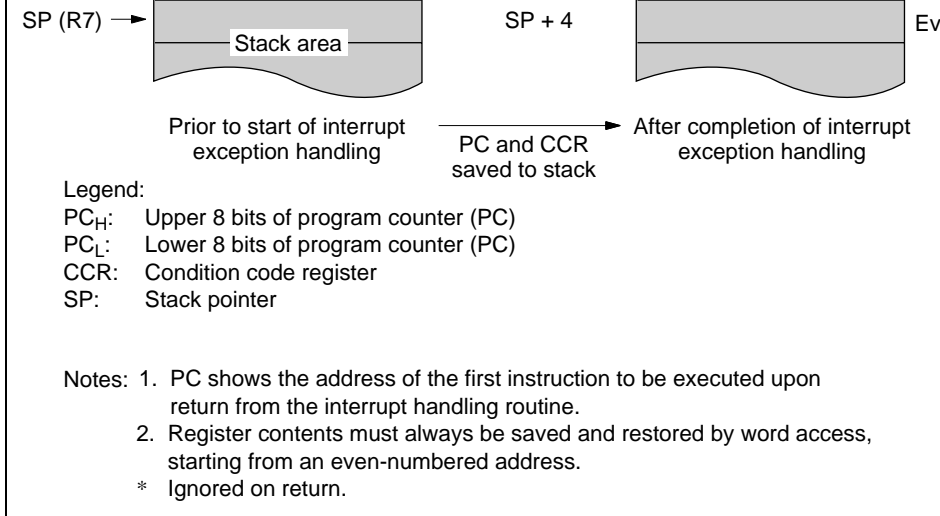 SP (R7)
Stack area
SP + 4
Ev
Prior to start of interrupt
exception handling
PC and CCR
saved to stack
After completion of interrupt
exception handling
Legend:
PCH: Upper 8 bits of program counter (PC)
PCL: Lower 8 bits of program counter (PC)
CCR: Condition code register
SP: Stack pointer
Notes: 1. PC shows the address of the first instruction to be executed upon
return from the interrupt handling routine.
2. Register contents must always be saved and restored by word access,
starting from an even-numbered address.
* Ignored on return.